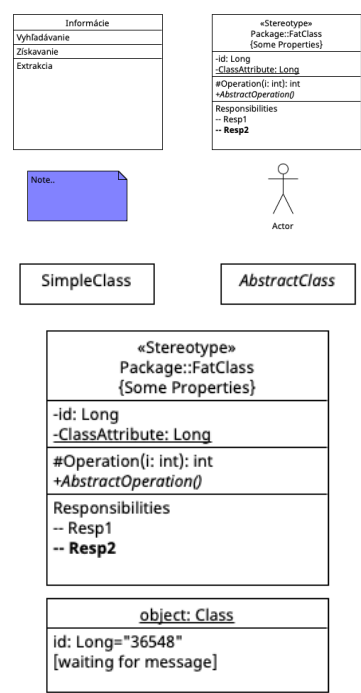 Informácie
Vyhľadávanie
Získavanie
Extrakcia
«Stereotype»
Package::FatClass
{Some Properties}
-id: Long
-ClassAttribute: Long
#Operation(i: int): int
+AbstractOperation()
Responsibilities
-- Resp1
-- Resp2
Note..
Actor
SimpleClass
AbstractClass
«Stereotype»
Package::FatClass
{Some Properties}
-id: Long
-ClassAttribute: Long
#Operation(i: int): int
+AbstractOperation()
Responsibilities
-- Resp1
-- Resp2
object: Class
id: Long="36548"
[waiting for message]